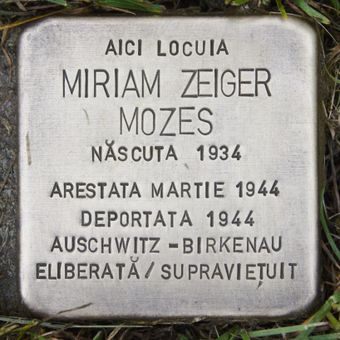 AICI LOCUIA
MIRIAM ZEIGER
MOZES
NĂSCUTA 1934
ARESTATA MARTIE 1944
DEPORTATA 1944
AUSCHWITZ - BIRKENAU
ELIBERATĂ / SUPRAVIEȚUIT